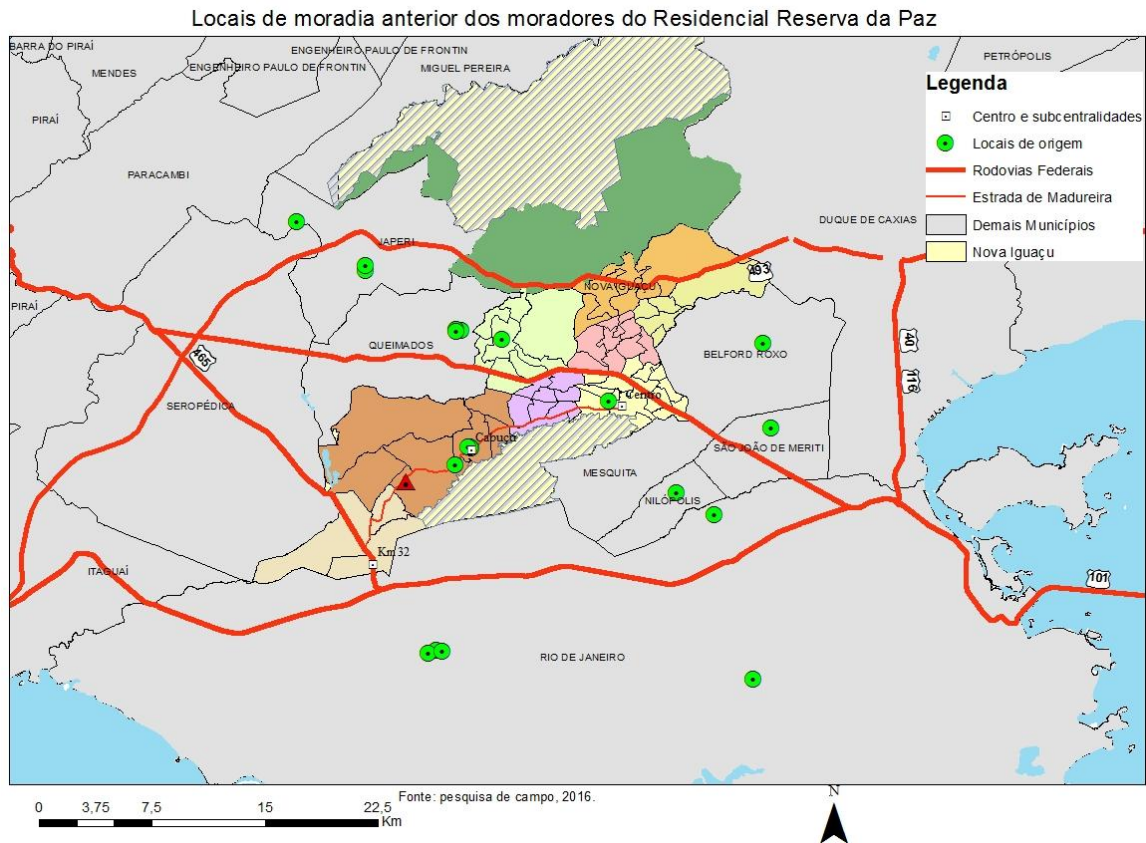 Locais de moradia anterior dos moradores do Residencial Reserva da Paz
BARRA DO PIRAÍ
ENGENHEIRO PAULO DE FRONTIN
PETRÓPOLIS
MENDES
ENGENHEIRO PAULO DE FRONTIN
MIGUEL PEREIRA
Legenda
Centro e subcentralidades
Locais de origem
Rodovias Federais
Estrada de Madureira
Demais Municípios
Nova Iguaçu
PIRAÍ
PARACAMBI
DUQUE DE CAXIAS
JAPERI
493
NOVA IGUAÇU
PIRAÍ
QUEIMADOS
BELFORD ROXO
40
116
465
SEROPÉDICA
Centro
Cabuçu
SÃO JOÃO DE MERITI
MESQUITA
NILÓPOLIS
Km 32
ITAGUAÍ
101
RIO DE JANEIRO
Fonte: pesquisa de campo, 2016.
N
0 3,75 7,5 15 22,5
Km